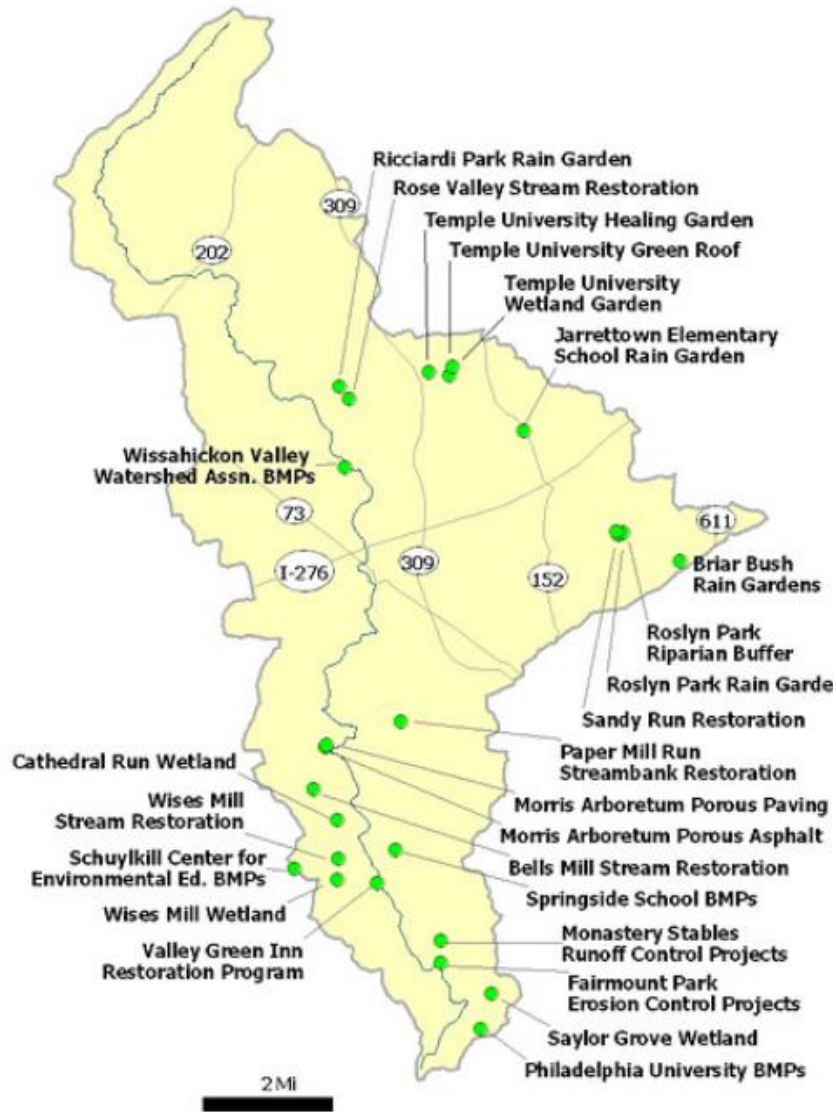 Ricciardi Park Rain Garden
Rose Valley Stream Restoration
309
Temple University Healing Garden
202
Temple University Green Roof
Temple University
Wetland Garden
Jarrettown Elementary
School Rain Garden
Wissahickon Valley
Watershed Assn. BMPs
73
611
I-276
309
152
Briar Bush
Rain Gardens
Roslyn Park
Riparian Buffer
Roslyn Park Rain Garde
Sandy Run Restoration
Cathedral Run Wetland
Paper Mill Run
Streambank Restoration
Wises Mill
Stream Restoration
Morris Arboretum Porous Paving
Morris Arboretum Porous Asphalt
Schuylkill Center for
Environmental Ed. BMPs
Bells Mill Stream Restoration
Springside School BMPs
Wises Mill Wetland
Valley Green Inn
Restoration Program
Monastery Stables
Runoff Control Projects
Fairmount Park
Erosion Control Projects
Saylor Grove Wetland
Philadelphia University BMPs
2 Mi